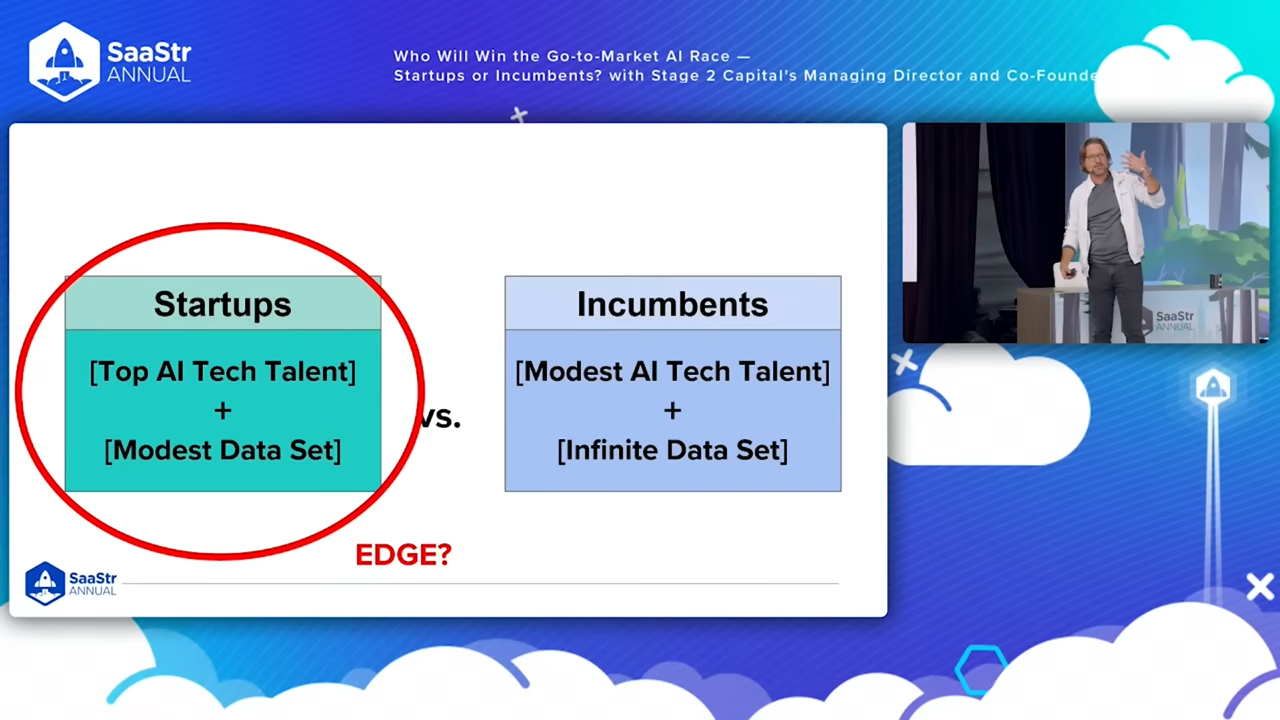 SaaStr
ANNUAL
Who Will Win the Go-to-Market AI Race —
Startups or Incumbents? with Stage 2 Capital's Managing Director and Co-Founde
Startups
[Top AI Tech Talent]
+
[Modest Data Set]
vs.
Incumbents
[Modest AI Tech Talent]
+
[Infinite Data Set]
EDGE?
SaaStr
ANNUAL
SaaStr
ANNUAL